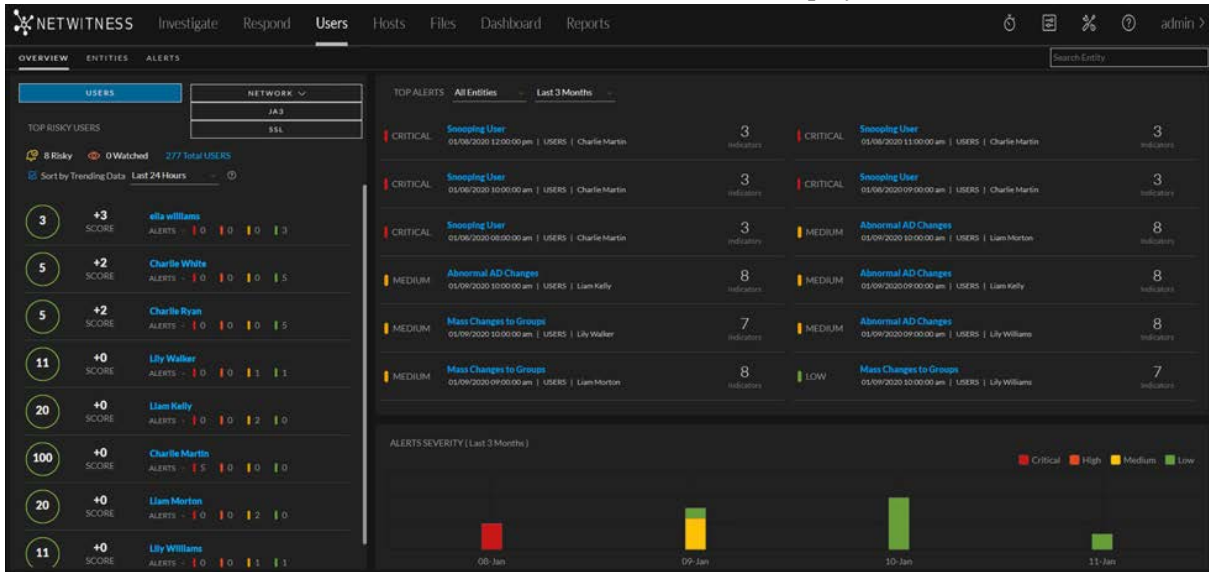 NETWITNESS Investigate Respond Users Hosts Files Dashboard Reports admin >
OVERVIEW ENTITIES ALERTS Search Entity
USERS NETWORK
JA3
SSL
TOP RISKY USERS
8 Risky 0 Watched 277 Total USERS
Sort by Trending Data Last 24 Hours
3 +3 SCORE ella williams ALERTS - 0 0 0 3
5 +2 SCORE Charlie White ALERTS - 0 0 0 5
5 +2 SCORE Charlie Ryan ALERTS - 0 0 0 5
11 +0 SCORE Lily Walker ALERTS - 0 0 1 1
20 +0 SCORE Liam Kelly ALERTS - 0 0 2 0
100 +0 SCORE Charlie Martin ALERTS - 5 0 0 0
20 +0 SCORE Liam Morton ALERTS - 0 0 2 0
11 +0 SCORE Lily Williams ALERTS - 0 0 1 1
TOP ALERTS All Entities Last 3 Months
CRITICAL Snooping User 3
01/08/2020 12:00:00 pm | USERS | Charlie Martin Indicators
CRITICAL Snooping User 3
01/08/2020 11:00:00 am | USERS | Charlie Martin Indicators
CRITICAL Snooping User 3
01/08/2020 10:00:00 am | USERS | Charlie Martin Indicators
CRITICAL Snooping User 3
01/08/2020 09:00:00 am | USERS | Charlie Martin Indicators
CRITICAL Snooping User 3
01/08/2020 08:00:00 am | USERS | Charlie Martin Indicators
MEDIUM Abnormal AD Changes 8
01/09/2020 10:00:00 am | USERS | Liam Morton Indicators
MEDIUM Abnormal AD Changes 8
01/09/2020 10:00:00 am | USERS | Liam Kelly Indicators
MEDIUM Abnormal AD Changes 8
01/09/2020 09:00:00 am | USERS | Liam Kelly Indicators
MEDIUM Mass Changes to Groups 7
01/09/2020 10:00:00 am | USERS | Lily Walker Indicators
MEDIUM Abnormal AD Changes 8
01/09/2020 09:00:00 am | USERS | Lily Williams Indicators
MEDIUM Mass Changes to Groups 8
01/09/2020 09:00:00 am | USERS | Liam Morton Indicators
LOW Mass Changes to Groups 7
01/09/2020 10:00:00 am | USERS | Lily Williams Indicators
ALERTS SEVERITY ( Last 3 Months )
Critical High Medium Low
08-Jan 09-Jan 10-Jan 11-Jan